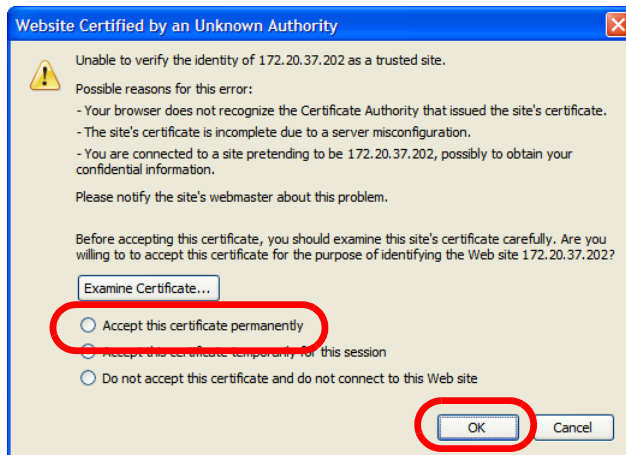 Website Certified by an Unknown Authority
Unable to verify the identity of 172.20.37.202 as a trusted site.
Possible reasons for this error:
- Your browser does not recognize the Certificate Authority that issued the site's certificate.
- The site's certificate is incomplete due to a server misconfiguration.
- You are connected to a site pretending to be 172.20.37.202, possibly to obtain your
confidential information.
Please notify the site's webmaster about this problem.
Before accepting this certificate, you should examine this site's certificate carefully. Are you
willing to to accept this certificate for the purpose of identifying the Web site 172.20.37.202?
Examine Certificate...
Accept this certificate permanently
Accept this certificate temporarily for this session
Do not accept this certificate and do not connect to this Web site
OK Cancel